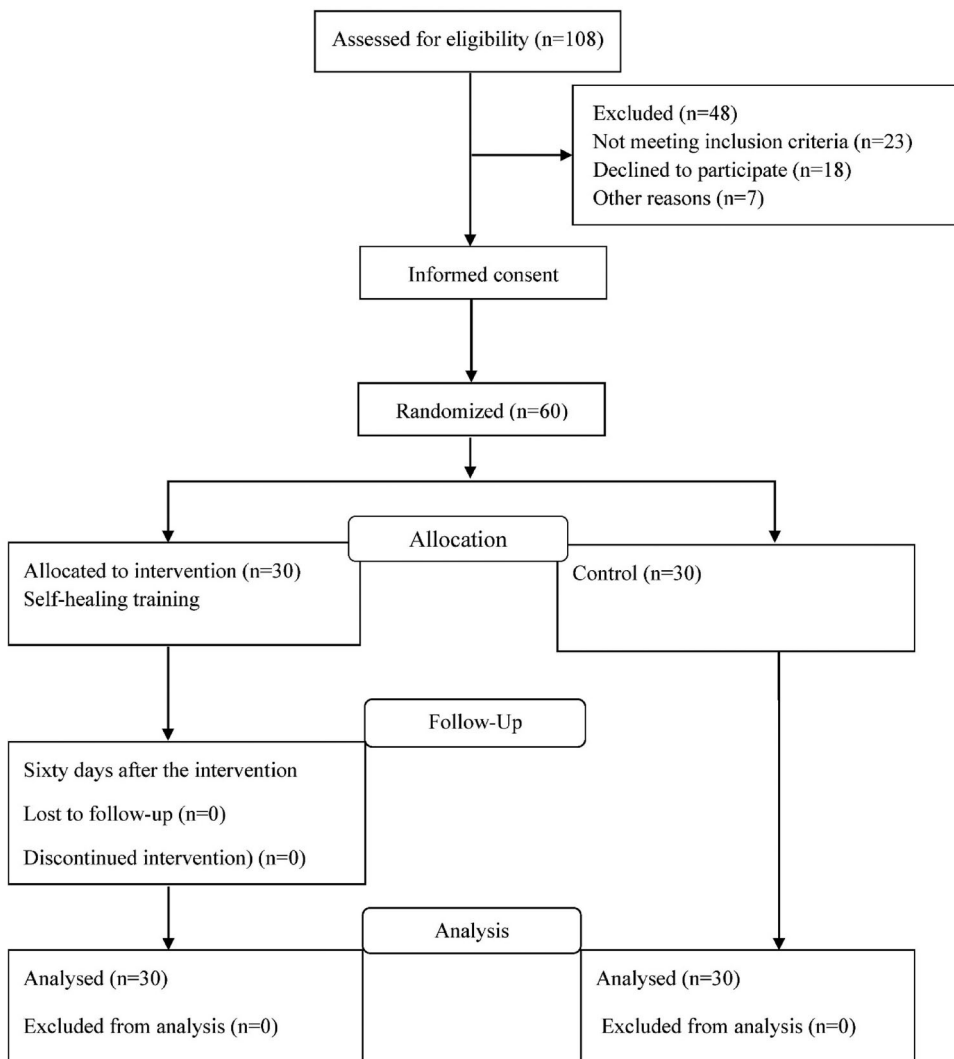 Assessed for eligibility (n=108)
Excluded (n=48)
Not meeting inclusion criteria (n=23)
Declined to participate (n=18)
Other reasons (n=7)
Informed consent
Randomized (n=60)
Allocation
Allocated to intervention (n=30)
Self-healing training
Control (n=30)
Follow-Up
Sixty days after the intervention
Lost to follow-up (n=0)
Discontinued intervention) (n=0)
Analysis
Analysed (n=30)
Excluded from analysis (n=0)
Analysed (n=30)
Excluded from analysis (n=0)